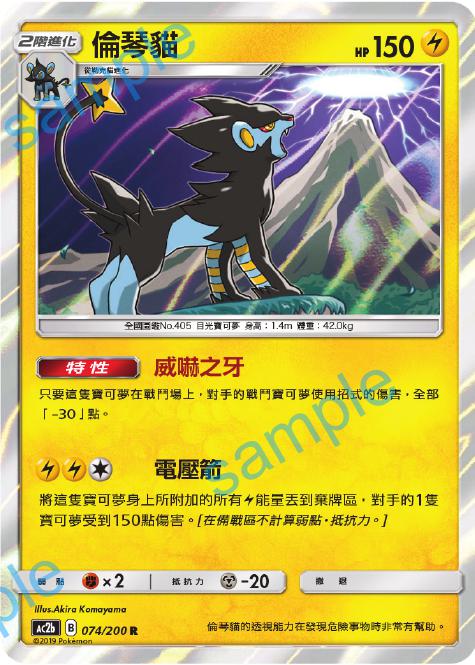 2階進化
倫琴貓
HP 150
從勒克貓進化
全國圖鑑No.405 目光寶可夢 身高：1.4m 體重：42.0kg
特性
威嚇之牙
只要這隻寶可夢在戰鬥場上，對手的戰鬥寶可夢使用招式的傷害，全部
「-30」點。
電壓箭
將這隻寶可夢身上所附加的所有能量丟到棄牌區，對手的1隻
寶可夢受到150點傷害。[在備戰區不計算弱點・抵抗力。]
弱點 ×2 抵抗力 -20 撤退
Illus.Akira Komayama
AC2b B 074/200 R
©2019 Pokémon
倫琴貓的透視能力在發現危險事物時非常有幫助。
sample
sample
sample